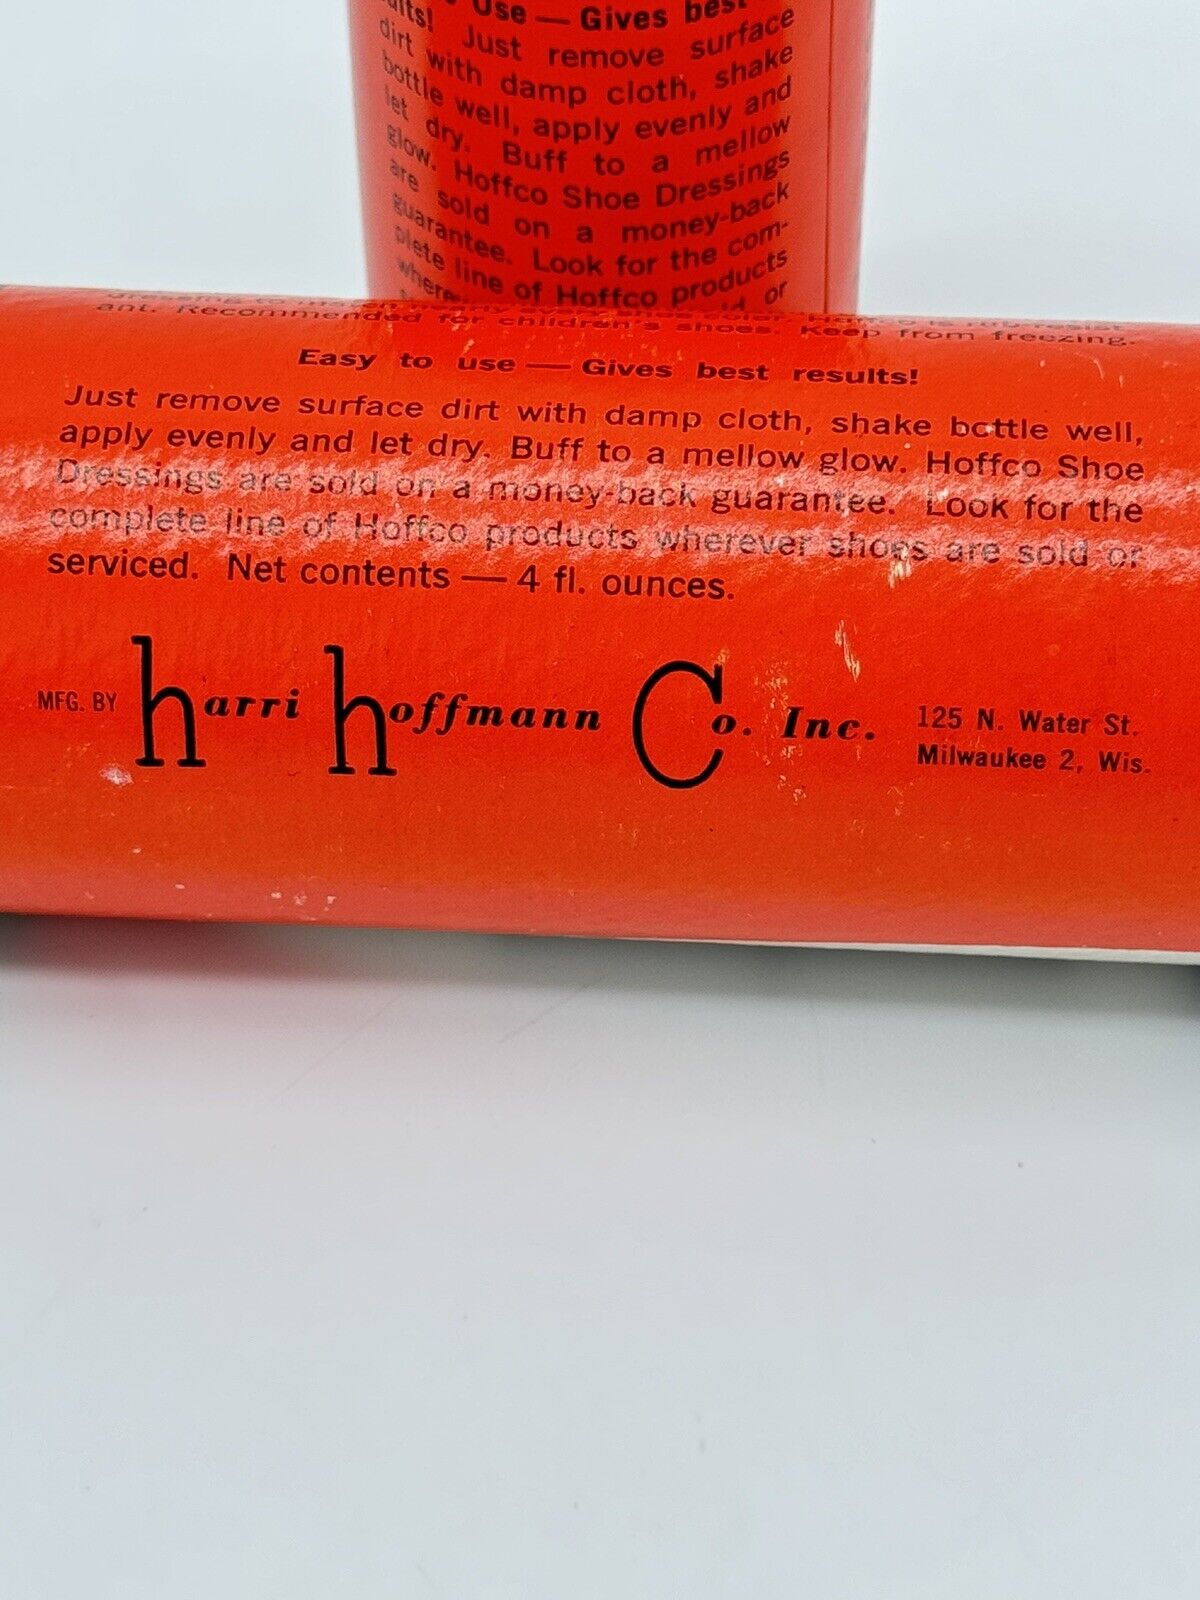 Use — Gives best
Just remove surface
dirt with damp cloth, shake
bottle well, apply evenly and
let dry. Buff to a mellow
glow. Hoffco Shoe Dressings
are sold on a money-back
guarantee. Look for the com-
plete line of Hoffco products
or
ant. Recommended for children's shoes. Keep from freezing.
Easy to use — Gives best results!
Just remove surface dirt with damp cloth, shake bottle well,
apply evenly and let dry. Buff to a mellow glow. Hoffco Shoe
Dressings are sold on a money-back guarantee. Look for the
complete line of Hoffco products wherever shoes are sold or
serviced. Net contents — 4 fl. ounces.
MFG. BY harri hoffmann Co. Inc. 125 N. Water St.
Milwaukee 2, Wis.